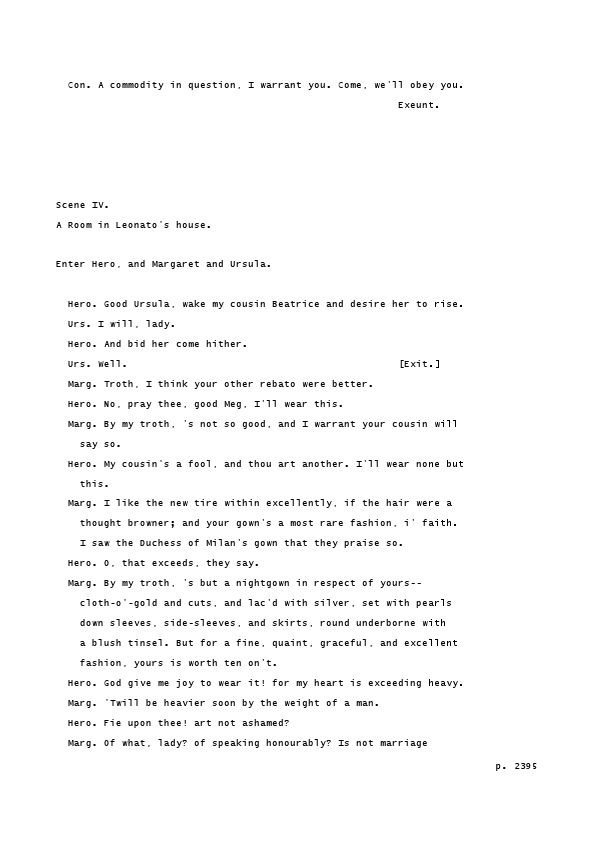 Con. A commodity in question, I warrant you. Come, we'll obey you.
Exeunt.
Scene IV.
A Room in Leonato's house.
Enter Hero, and Margaret and Ursula.
Hero. Good Ursula, wake my cousin Beatrice and desire her to rise.
Urs. I will, lady.
Hero. And bid her come hither.
Urs. Well. [Exit.]
Marg. Troth, I think your other rebato were better.
Hero. No, pray thee, good Meg, I'll wear this.
Marg. By my troth, 's not so good, and I warrant your cousin will
say so.
Hero. My cousin's a fool, and thou art another. I'll wear none but
this.
Marg. I like the new tire within excellently, if the hair were a
thought browner; and your gown's a most rare fashion, i' faith.
I saw the Duchess of Milan's gown that they praise so.
Hero. O, that exceeds, they say.
Marg. By my troth, 's but a nightgown in respect of yours--
cloth-o'-gold and cuts, and lac'd with silver, set with pearls
down sleeves, side-sleeves, and skirts, round underborne with
a blush tinsel. But for a fine, quaint, graceful, and excellent
fashion, yours is worth ten on't.
Hero. God give me joy to wear it! for my heart is exceeding heavy.
Marg. 'Twill be heavier soon by the weight of a man.
Hero. Fie upon thee! art not ashamed?
Marg. Of what, lady? of speaking honourably? Is not marriage
p. 2395